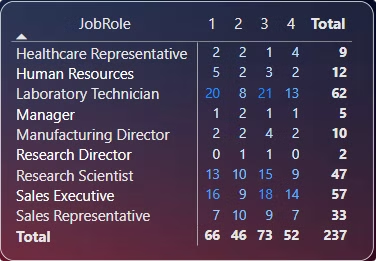 JobRole 1 2 3 4 Total
Healthcare Representative 2 2 1 4 9
Human Resources 5 2 3 2 12
Laboratory Technician 20 8 21 13 62
Manager 1 2 1 1 5
Manufacturing Director 2 2 4 2 10
Research Director 0 1 1 0 2
Research Scientist 13 10 15 9 47
Sales Executive 16 9 18 14 57
Sales Representative 7 10 9 7 33
Total 66 46 73 52 237